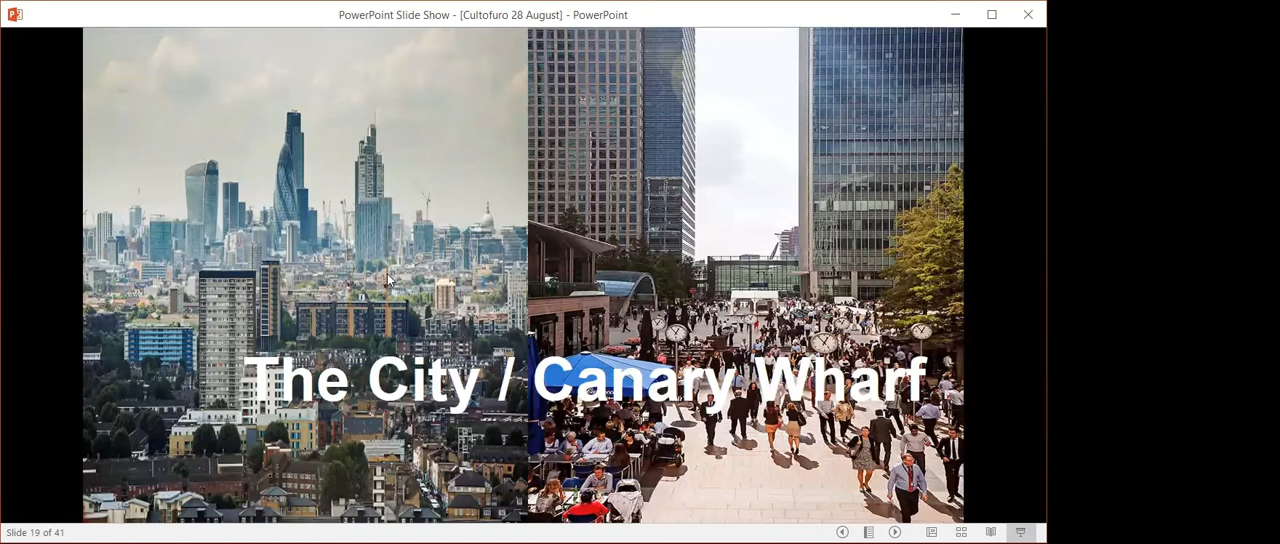 PowerPoint Slide Show - [Cultofuro 28 August] - PowerPoint
The City / Canary Wharf
Slide 19 of 41